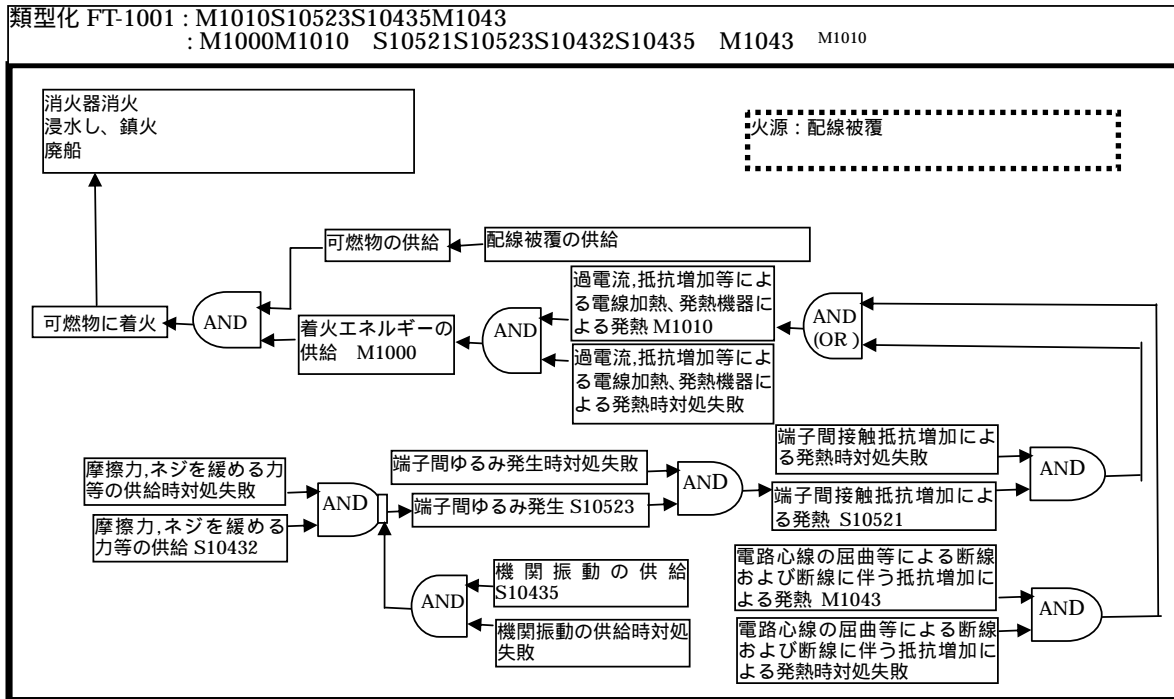 類型化 FT-1001 : M1010S10523S10435M1043
: M1000M1010 S10521S10523S10432S10435 M1043 M1010
消火器消火
浸水し、鎮火
廃船
火源：配線被覆
可燃物の供給
配線被覆の供給
可燃物に着火
AND
着火エネルギーの
供給 M1000
AND
過電流,抵抗増加等によ
る電線加熱、発熱機器に
よる発熱 M1010
過電流,抵抗増加等によ
る電線加熱、発熱機器に
よる発熱時対処失敗
AND
(OR )
摩擦力,ネジを緩める力
等の供給時対処失敗
摩擦力,ネジを緩める
力等の供給 S10432
AND
端子間ゆるみ発生時対処失敗
端子間ゆるみ発生 S10523
AND
端子間接触抵抗増加によ
る発熱時対処失敗
端子間接触抵抗増加によ
る発熱 S10521
AND
AND
機関振動の供給
S10435
機関振動の供給時対処
失敗
電路心線の屈曲等による断線
および断線に伴う抵抗増加に
よる発熱 M1043
電路心線の屈曲等による断線
および断線に伴う抵抗増加に
よる発熱時対処失敗
AND